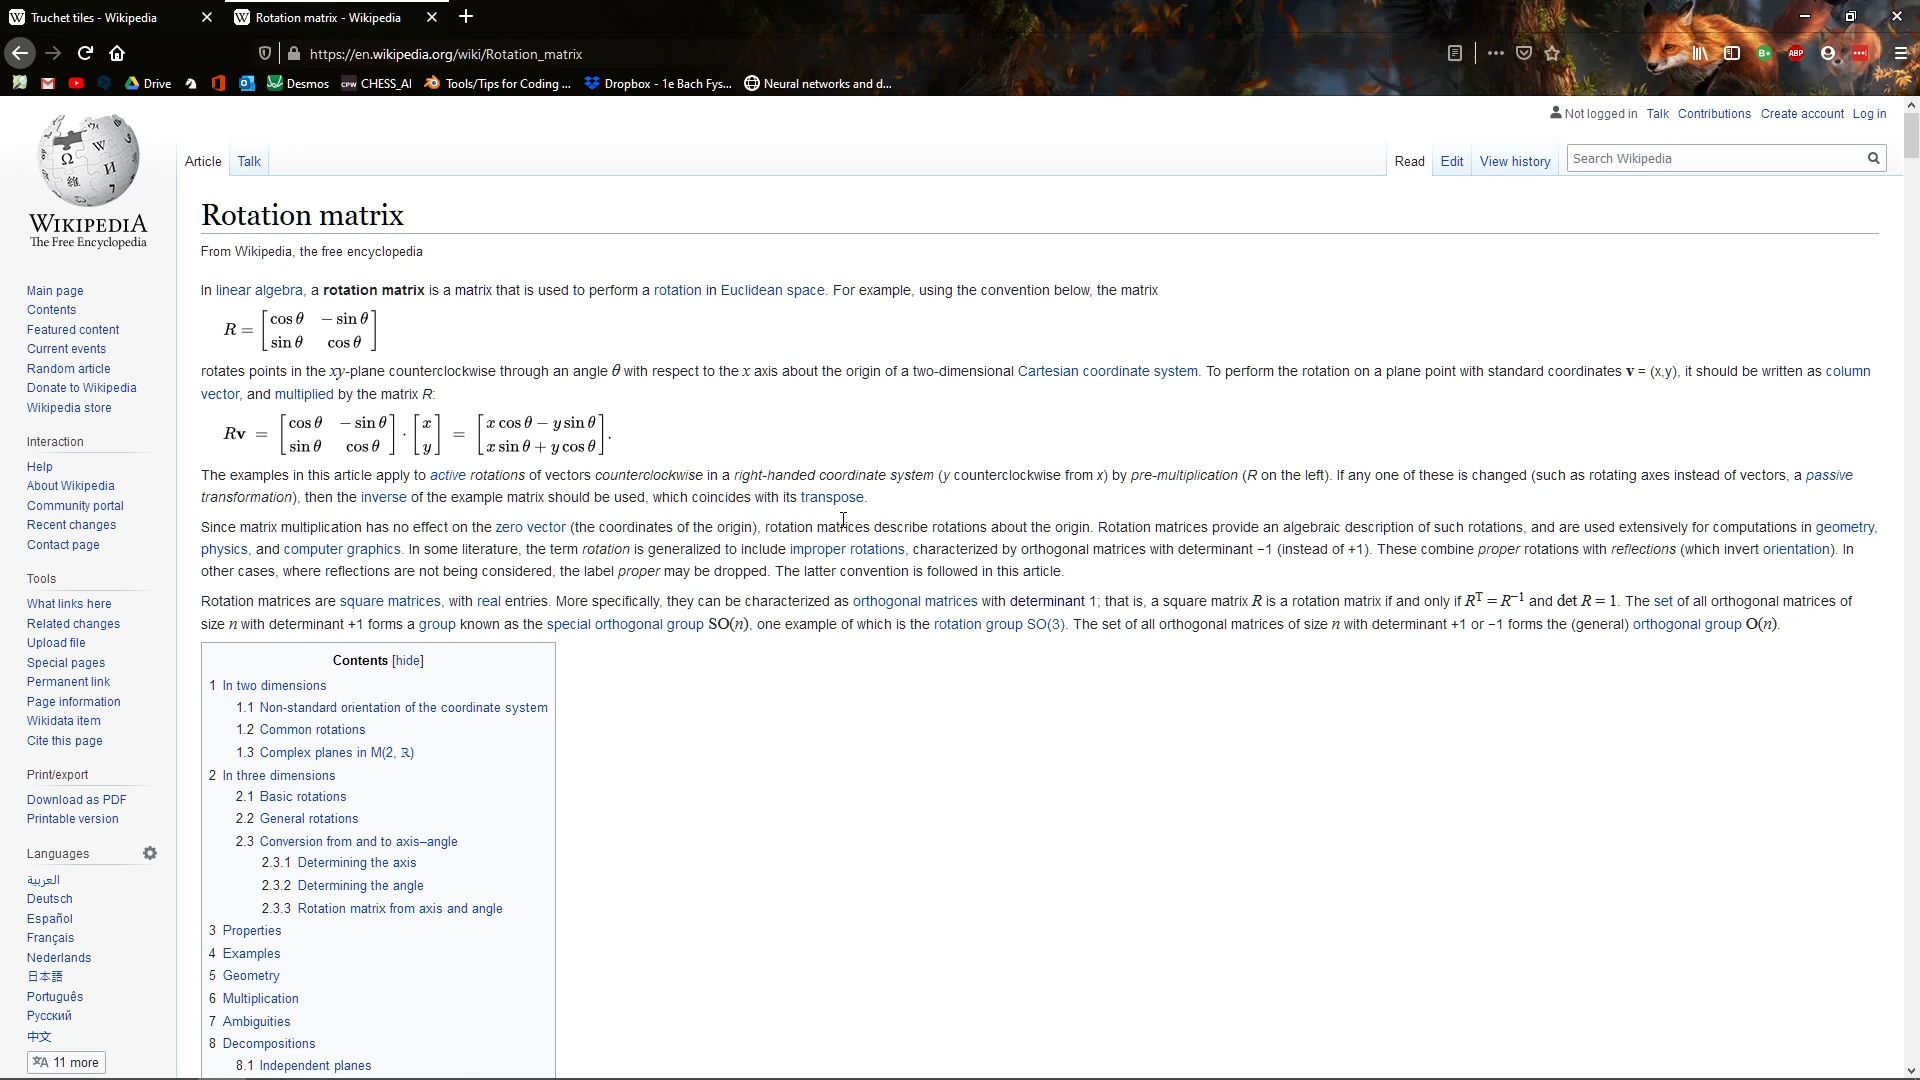 Truchet tiles - Wikipedia
Rotation matrix - Wikipedia
https://en.wikipedia.org/wiki/Rotation_matrix
Drive
Desmos
CPW CHESS_AI
Tools/Tips for Coding ...
Dropbox - 1e Bach Fys...
Neural networks and d...
B+
ABP
Not logged in Talk Contributions Create account Log in
Article Talk
Read Edit View history
Search Wikipedia
WIKIPEDIA
The Free Encyclopedia
Rotation matrix
From Wikipedia, the free encyclopedia
In linear algebra, a rotation matrix is a matrix that is used to perform a rotation in Euclidean space. For example, using the convention below, the matrix
R = [cos θ −sin θ
sin θ cos θ]
rotates points in the xy-plane counterclockwise through an angle θ with respect to the x axis about the origin of a two-dimensional Cartesian coordinate system. To perform the rotation on a plane point with standard coordinates v = (x,y), it should be written as column
vector, and multiplied by the matrix R:
Rv = [cos θ −sin θ
sin θ cos θ] · [x
y] = [x cos θ − y sin θ
x sin θ + y cos θ].
The examples in this article apply to active rotations of vectors counterclockwise in a right-handed coordinate system (y counterclockwise from x) by pre-multiplication (R on the left). If any one of these is changed (such as rotating axes instead of vectors, a passive
transformation), then the inverse of the example matrix should be used, which coincides with its transpose.
Since matrix multiplication has no effect on the zero vector (the coordinates of the origin), rotation matrices describe rotations about the origin. Rotation matrices provide an algebraic description of such rotations, and are used extensively for computations in geometry,
physics, and computer graphics. In some literature, the term rotation is generalized to include improper rotations, characterized by orthogonal matrices with determinant −1 (instead of +1). These combine proper rotations with reflections (which invert orientation). In
other cases, where reflections are not being considered, the label proper may be dropped. The latter convention is followed in this article.
Rotation matrices are square matrices, with real entries. More specifically, they can be characterized as orthogonal matrices with determinant 1; that is, a square matrix R is a rotation matrix if and only if Rᵀ = R⁻¹ and det R = 1. The set of all orthogonal matrices of
size n with determinant +1 forms a group known as the special orthogonal group SO(n), one example of which is the rotation group SO(3). The set of all orthogonal matrices of size n with determinant +1 or −1 forms the (general) orthogonal group O(n).
Contents [hide]
1 In two dimensions
1.1 Non-standard orientation of the coordinate system
1.2 Common rotations
1.3 Complex planes in M(2, ℝ)
2 In three dimensions
2.1 Basic rotations
2.2 General rotations
2.3 Conversion from and to axis–angle
2.3.1 Determining the axis
2.3.2 Determining the angle
2.3.3 Rotation matrix from axis and angle
3 Properties
4 Examples
5 Geometry
6 Multiplication
7 Ambiguities
8 Decompositions
8.1 Independent planes
Main page
Contents
Featured content
Current events
Random article
Donate to Wikipedia
Wikipedia store
Interaction
Help
About Wikipedia
Community portal
Recent changes
Contact page
Tools
What links here
Related changes
Upload file
Special pages
Permanent link
Page information
Wikidata item
Cite this page
Print/export
Download as PDF
Printable version
Languages
العربية
Deutsch
Español
Français
Nederlands
日本語
Português
Русский
中文
11 more